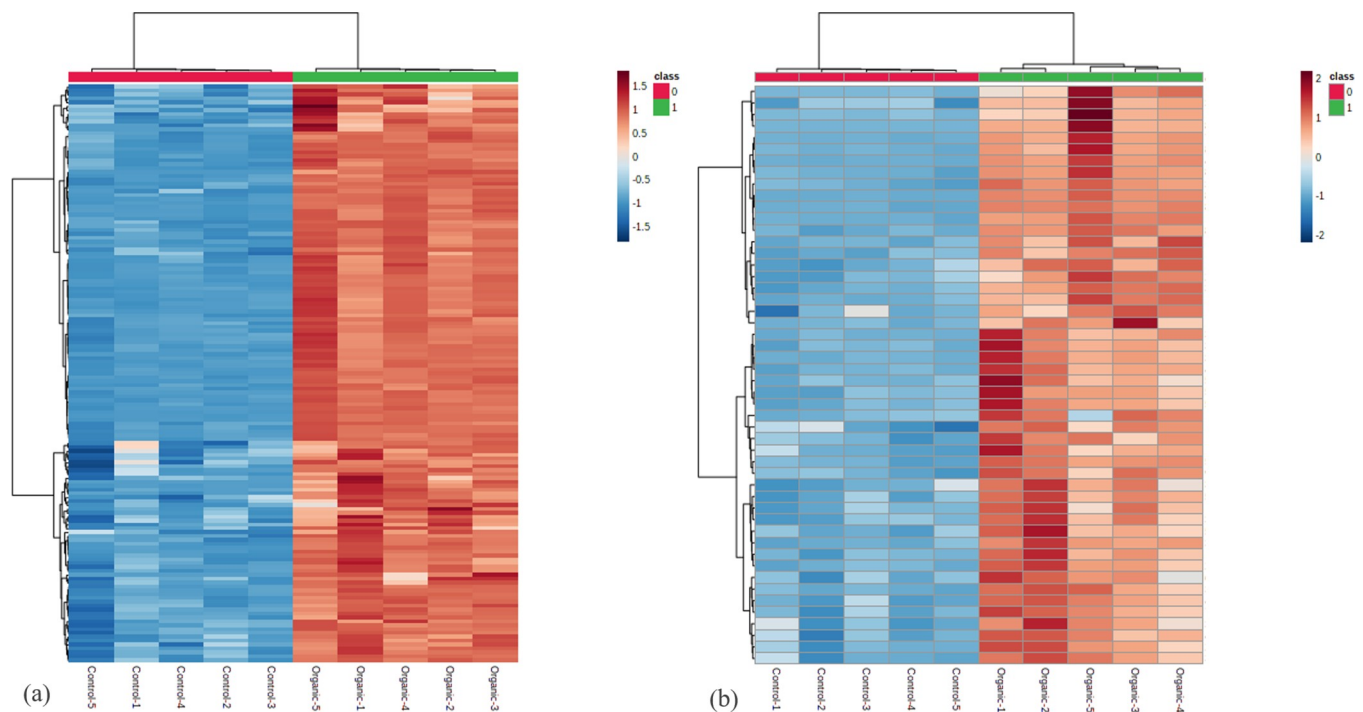 class
0
1
1.5
1
0.5
0
-0.5
-1
-1.5
Control-5
Control-1
Control-4
Control-2
Control-3
Organic-5
Organic-1
Organic-4
Organic-2
Organic-3
(a)
class
0
1
2
1
0
-1
-2
Control-1
Control-2
Control-3
Control-4
Control-5
Organic-1
Organic-2
Organic-5
Organic-3
Organic-4
(b)